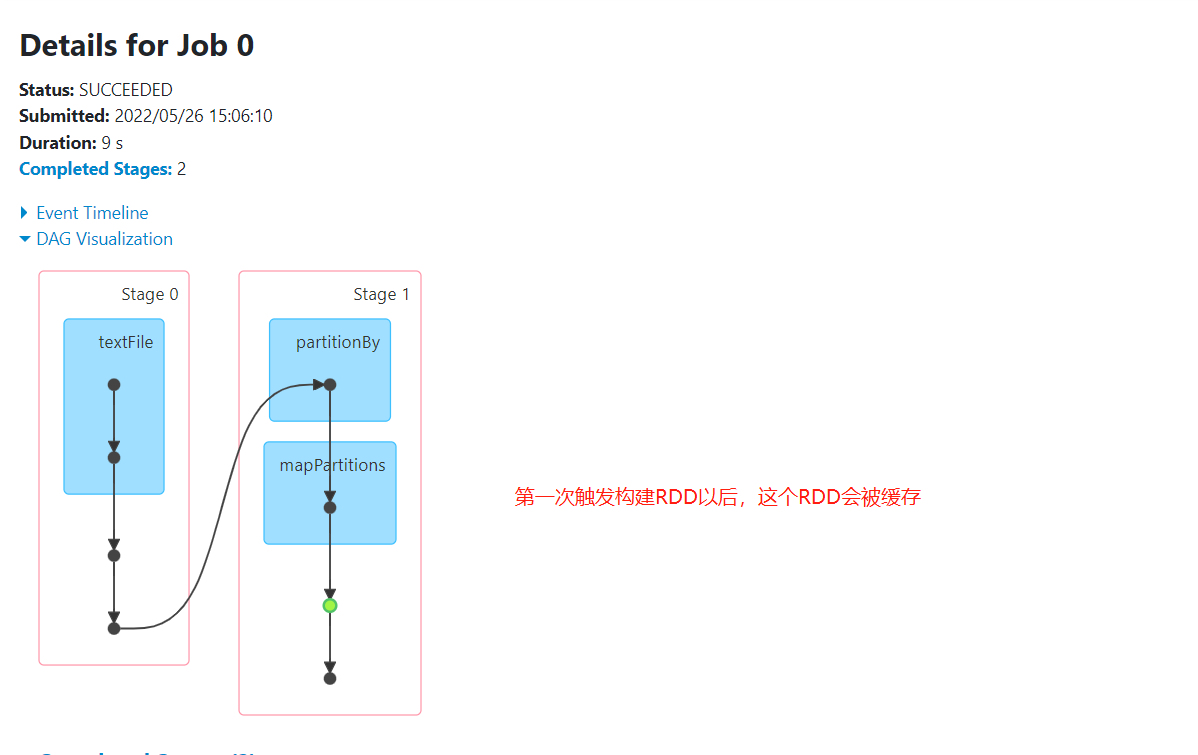 Details for Job 0
Status: SUCCEEDED
Submitted: 2022/05/26 15:06:10
Duration: 9 s
Completed Stages: 2
Event Timeline
DAG Visualization
Stage 0
textFile
Stage 1
partitionBy
mapPartitions
第一次触发构建RDD以后，这个RDD会被缓存